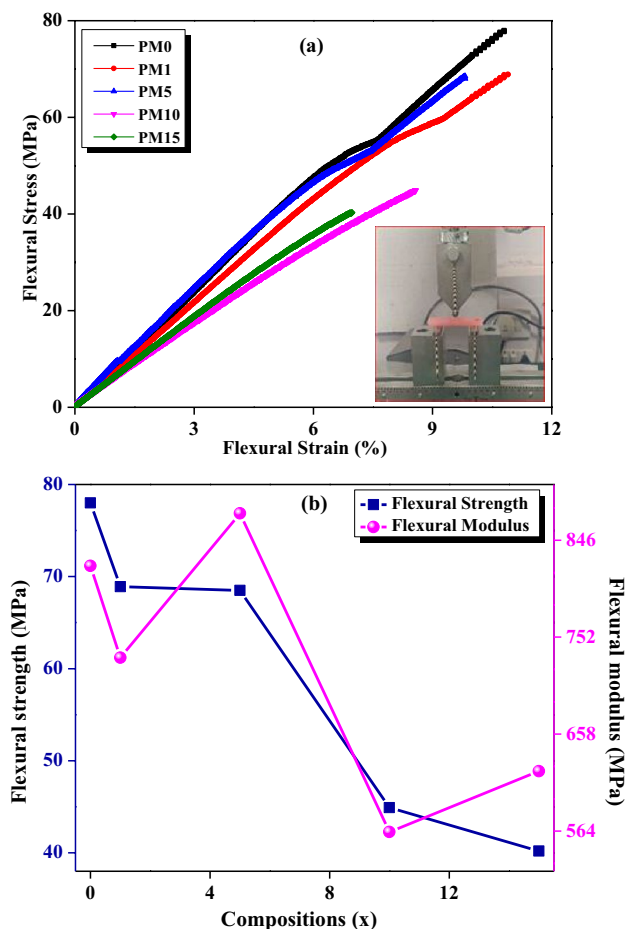 80
(a)
PM0
PM1
PM5
PM10
PM15
60
40
20
0
Flexural Stress (MPa)
0 3 6 9 12
Flexural Strain (%)
80
(b)
Flexural Strength
Flexural Modulus
70
60
50
40
Flexural strength (MPa)
846
752
658
564
Flexural modulus (MPa)
0 4 8 12
Compositions (x)